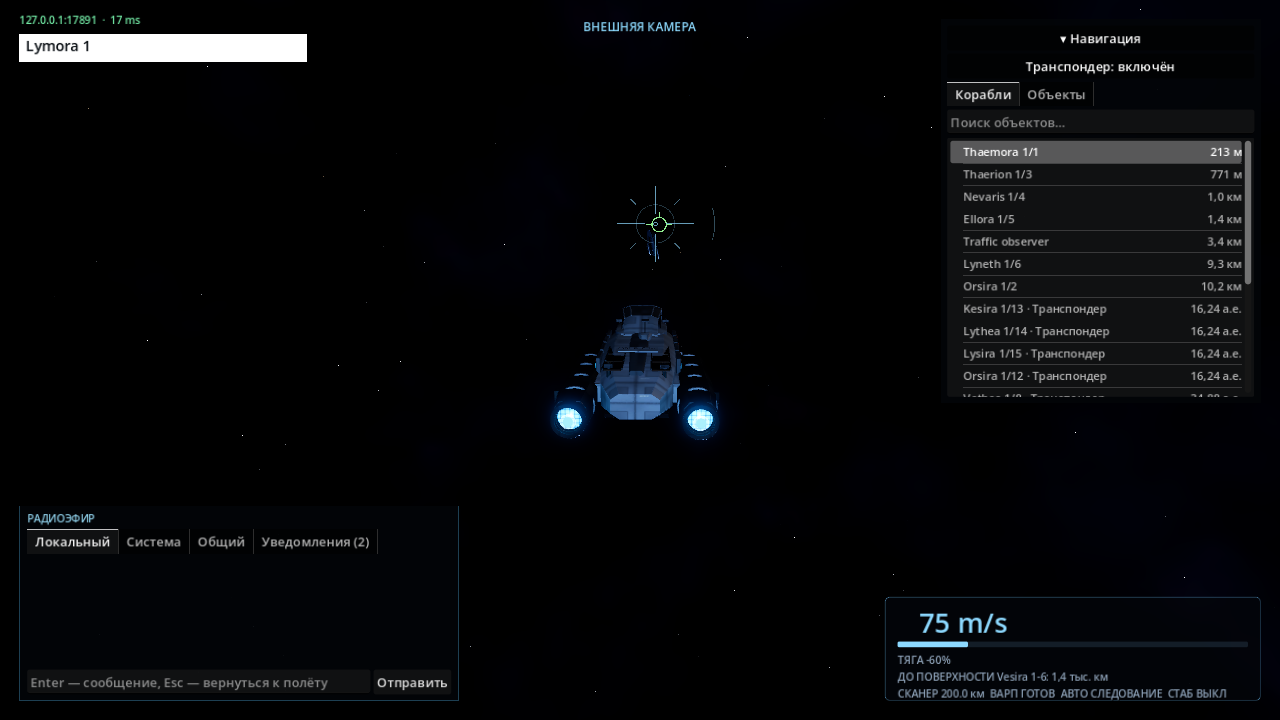 127.0.0.1:17891 · 17 ms
Lymora 1
ВНЕШНЯЯ КАМЕРА
▾ Навигация
Транспондер: включён
Корабли Объекты
Поиск объектов...
Thaemora 1/1 213 м
Thaerion 1/3 771 м
Nevaris 1/4 1,0 км
Ellora 1/5 1,4 км
Traffic observer 3,4 км
Lyneth 1/6 9,3 км
Orsira 1/2 10,2 км
Kesira 1/13 · Транспондер 16,24 а.е.
Lythea 1/14 · Транспондер 16,24 а.е.
Lysira 1/15 · Транспондер 16,24 а.е.
Orsira 1/12 · Транспондер 16,24 а.е.
РАДИОЭФИР
Локальный Система Общий Уведомления (2)
Enter — сообщение, Esc — вернуться к полёту Отправить
75 m/s
ТЯГА -60%
ДО ПОВЕРХНОСТИ Vesira 1-6: 1,4 тыс. км
СКАНЕР 200.0 км ВАРП ГОТОВ АВТО СЛЕДОВАНИЕ СТАБ ВЫКЛ